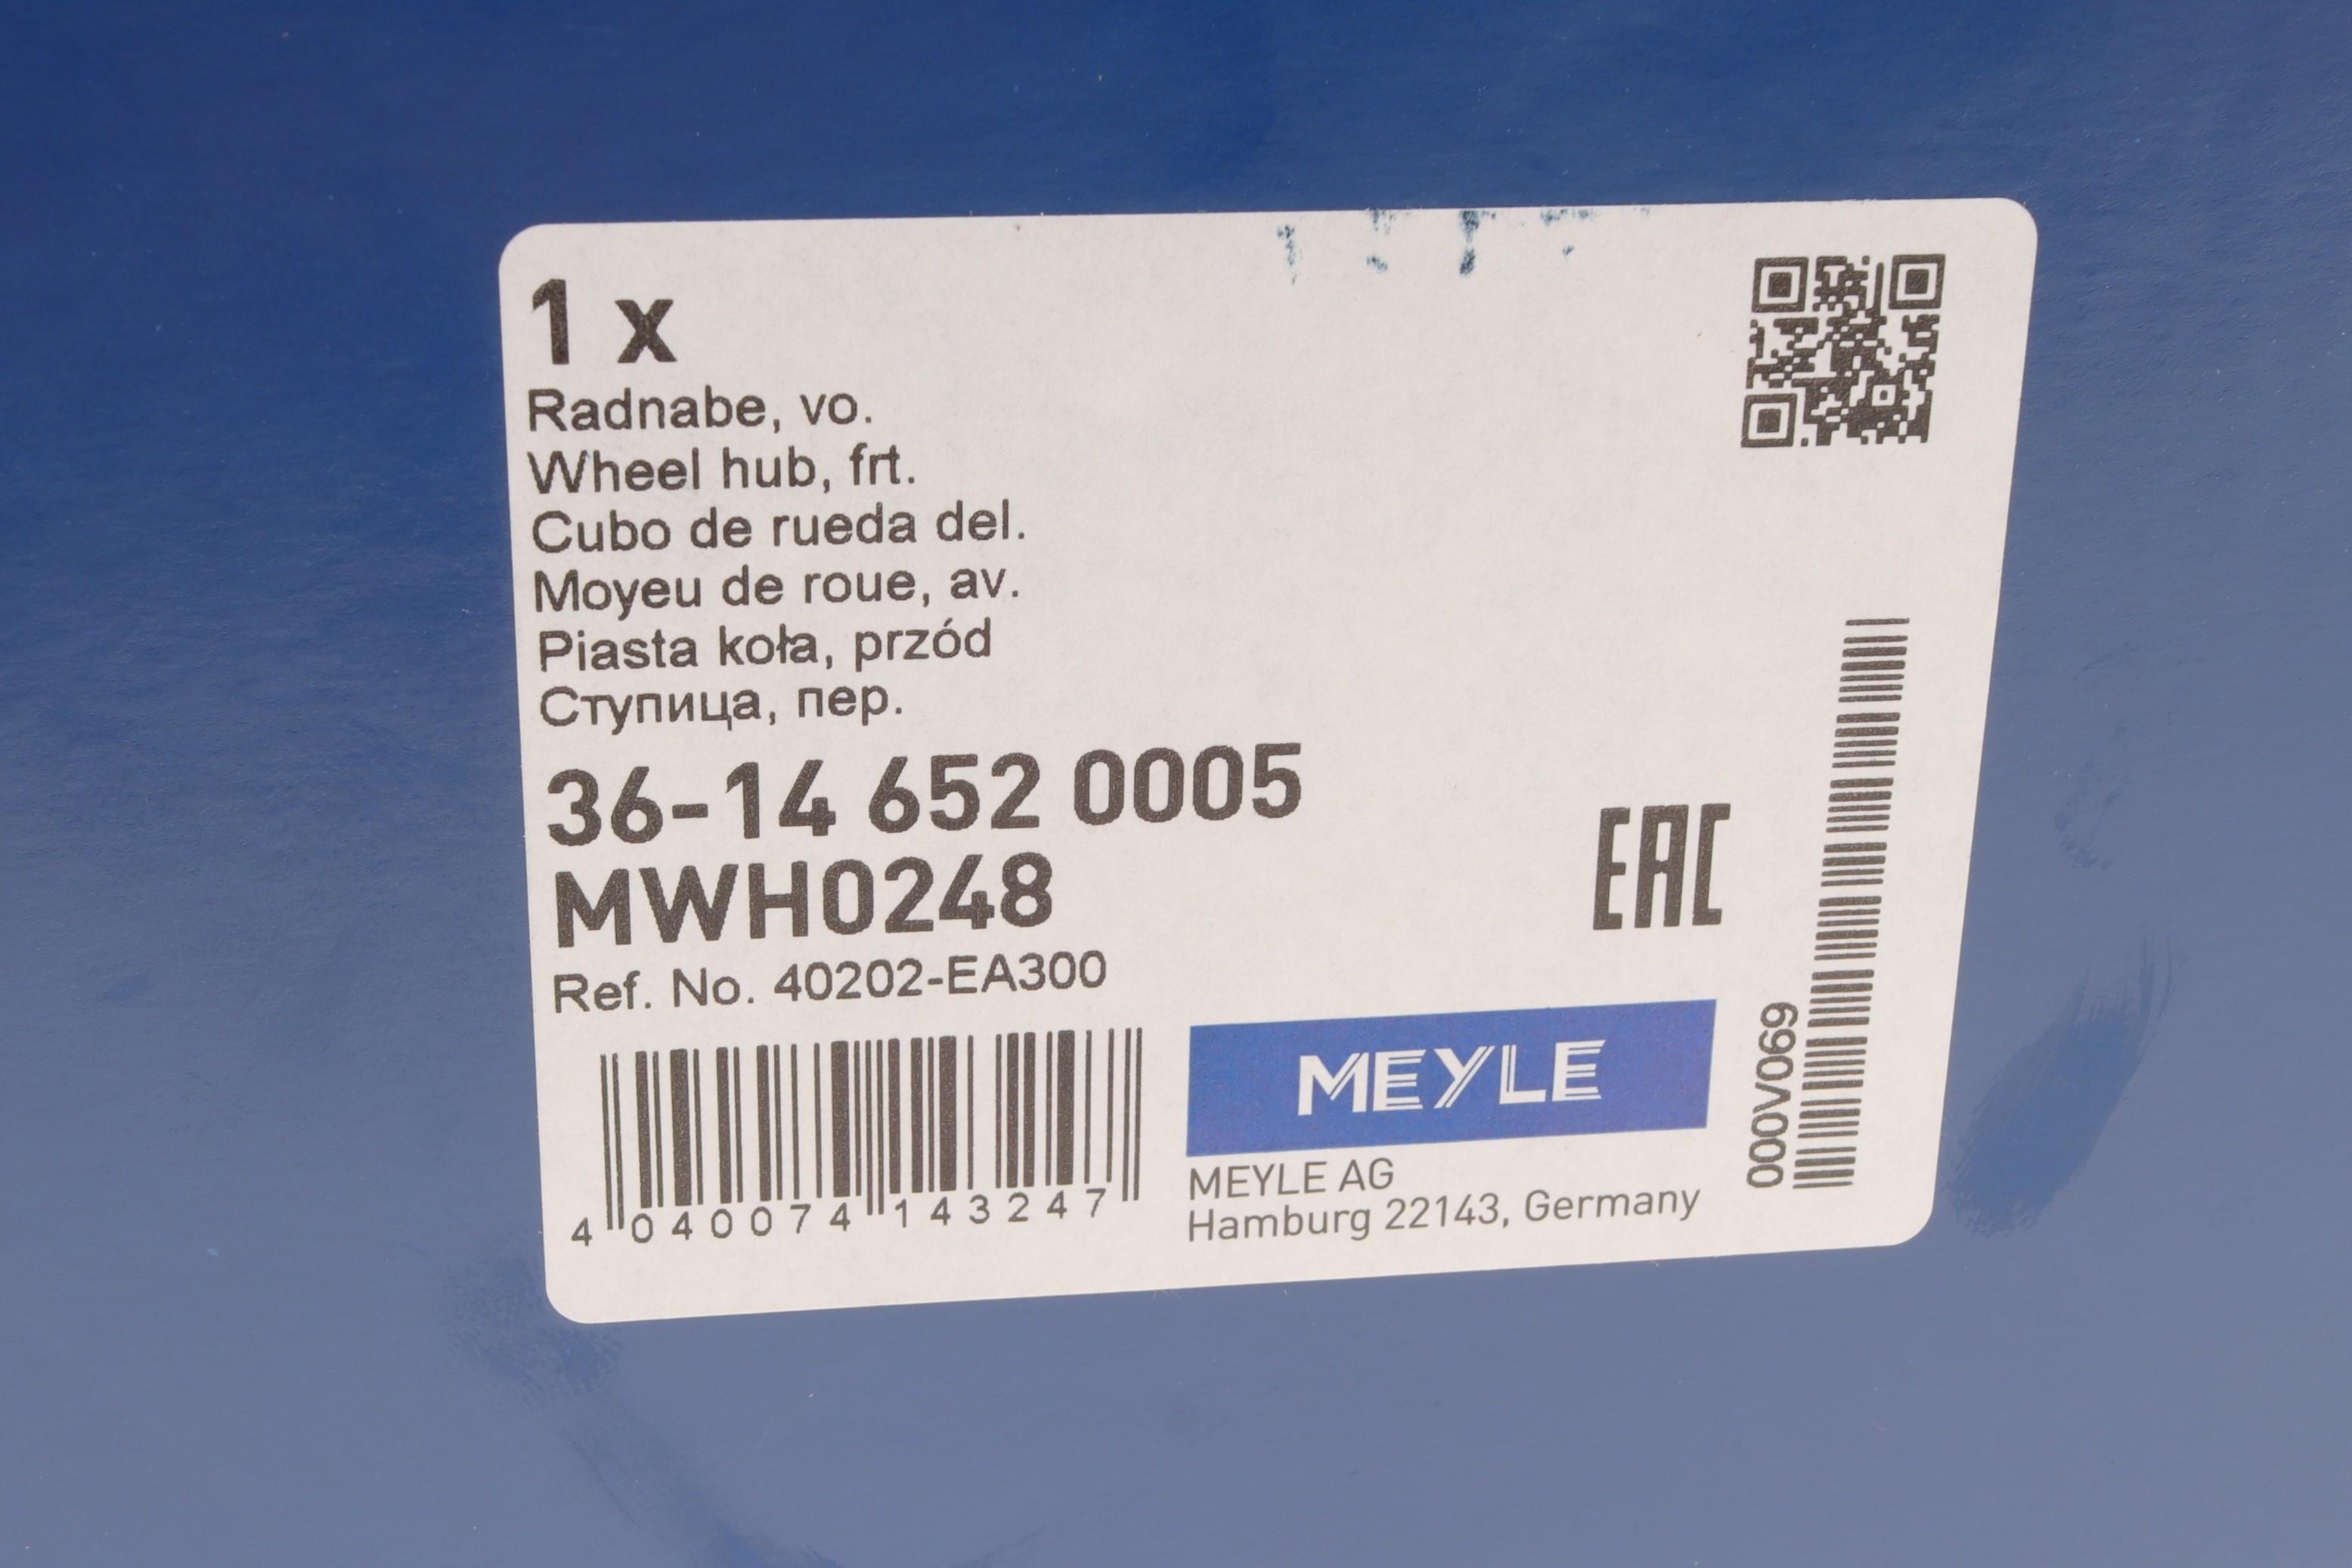 1 x
Radnabe, vo.
Wheel hub, frt.
Cubo de rueda del.
Moyeu de roue, av.
Piasta koła, przód
Ступица, пер.
36-14 652 0005
MWH0248
Ref. No. 40202-EA300
4 040074 143247
EAC
MEYLE
MEYLE AG
Hamburg 22143, Germany
000V069